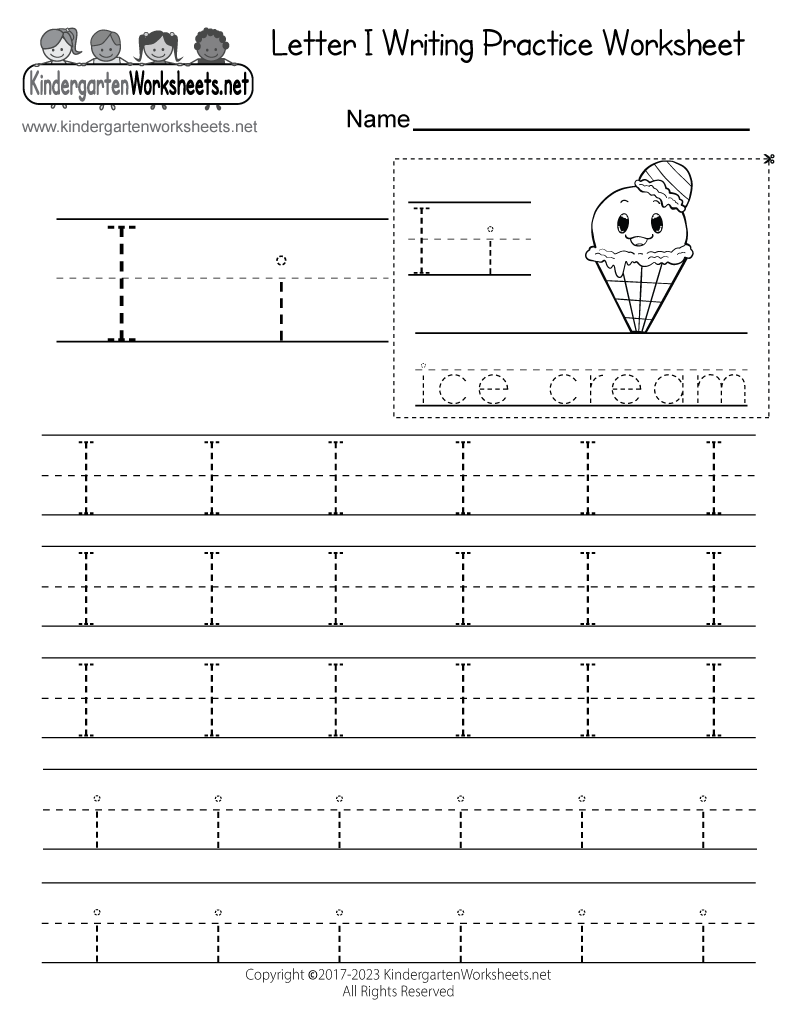 Letter I Writing Practice Worksheet
KindergartenWorksheets.net
www.kindergartenworksheets.net
Name
I i
I i
ice cream
I I I I I I
I I I I I I
I I I I I I
i i i i i i
i i i i i i
Copyright ©2017-2023 KindergartenWorksheets.net
All Rights Reserved